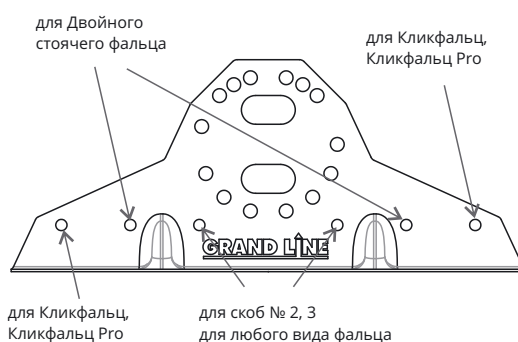 для Двойного
стоячего фальца
для Кликфальц,
Кликфальц Pro
GRAND LINE
для Кликфальц,
Кликфальц Pro
для скоб № 2, 3
для любого вида фальца